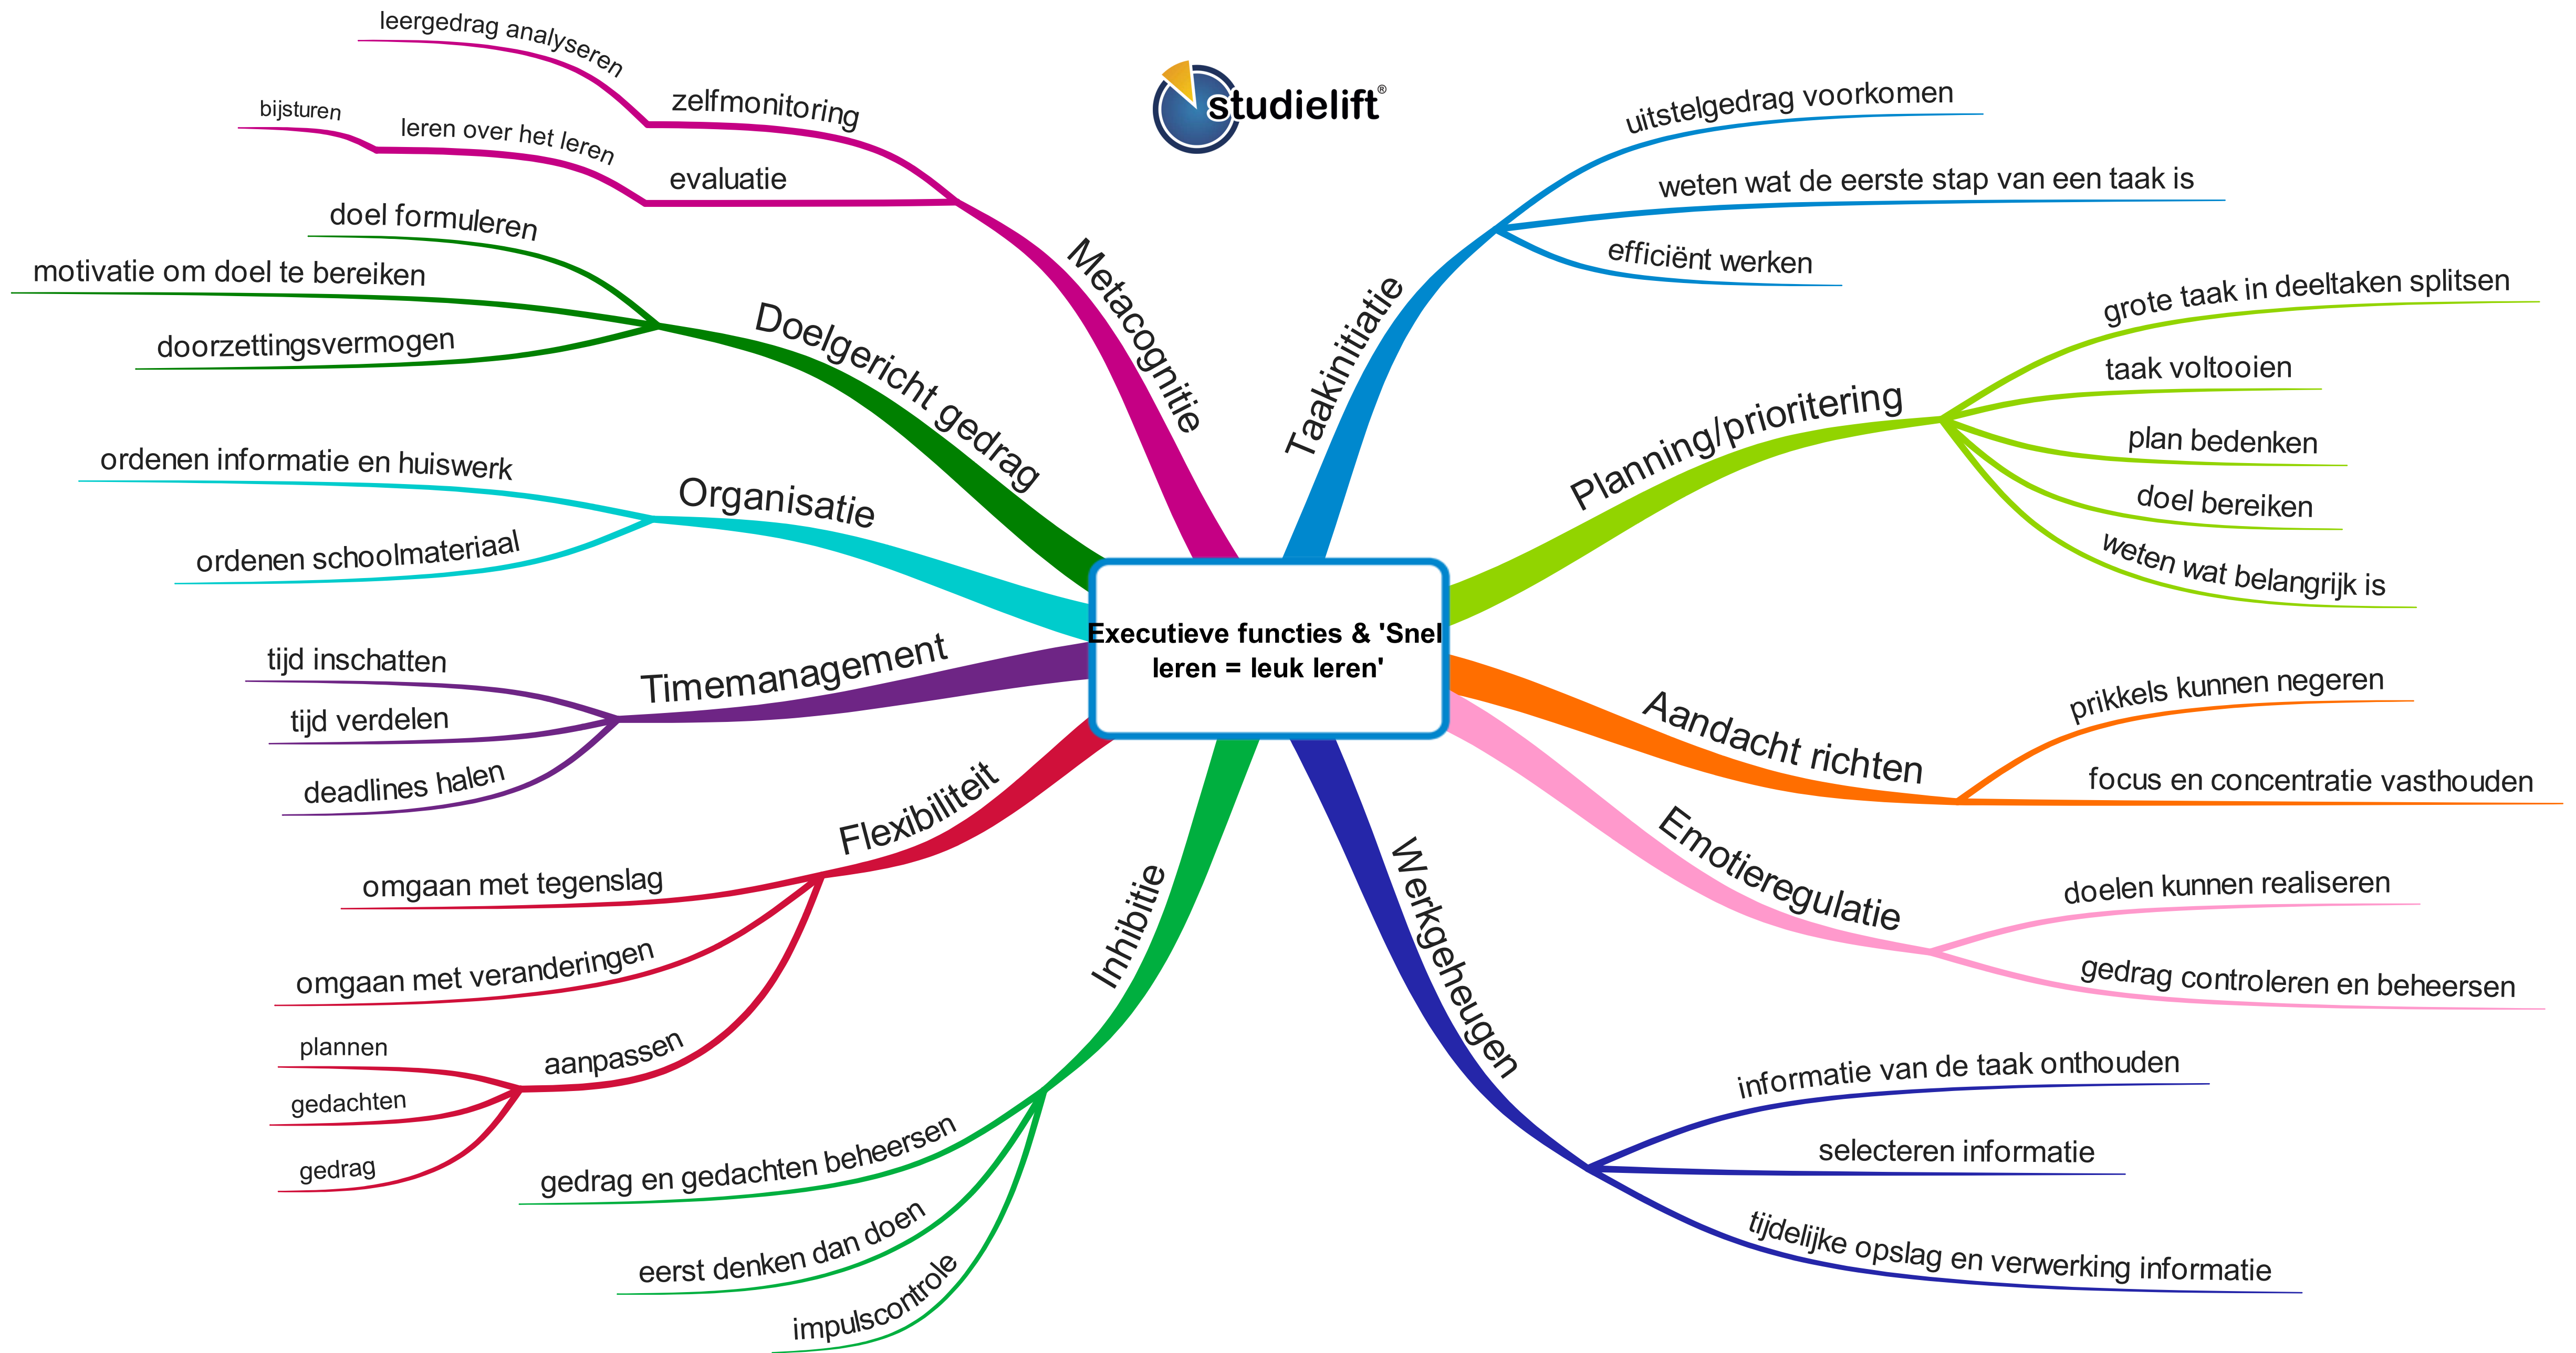 studielift®
Executieve functies & 'Snel
leren = leuk leren'
Taakinitiatie
uitstelgedrag voorkomen
weten wat de eerste stap van een taak is
efficiënt werken
Planning/prioritering
grote taak in deeltaken splitsen
taak voltooien
plan bedenken
doel bereiken
weten wat belangrijk is
Aandacht richten
prikkels kunnen negeren
focus en concentratie vasthouden
Emotieregulatie
doelen kunnen realiseren
gedrag controleren en beheersen
Werkgeheugen
informatie van de taak onthouden
selecteren informatie
tijdelijke opslag en verwerking informatie
Inhibitie
gedrag en gedachten beheersen
eerst denken dan doen
impulscontrole
Flexibiliteit
omgaan met tegenslag
omgaan met veranderingen
aanpassen
plannen
gedachten
gedrag
Timemanagement
tijd inschatten
tijd verdelen
deadlines halen
Organisatie
ordenen informatie en huiswerk
ordenen schoolmateriaal
Doelgericht gedrag
doel formuleren
motivatie om doel te bereiken
doorzettingsvermogen
Metacognitie
zelfmonitoring
leergedrag analyseren
evaluatie
leren over het leren
bijsturen